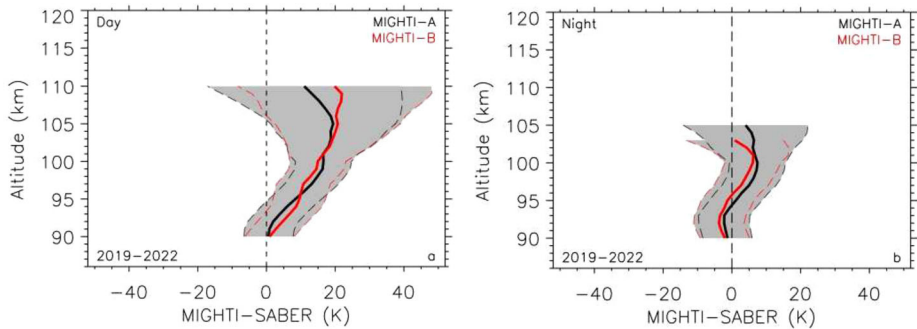 Day
MIGHTI-A
MIGHTI-B
120
115
110
105
100
95
90
Altitude (km)
2019-2022
a
-40
-20
0
20
40
MIGHTI-SABER (K)
Night
MIGHTI-A
MIGHTI-B
120
115
110
105
100
95
90
Altitude (km)
2019-2022
b
-40
-20
0
20
40
MIGHTI-SABER (K)